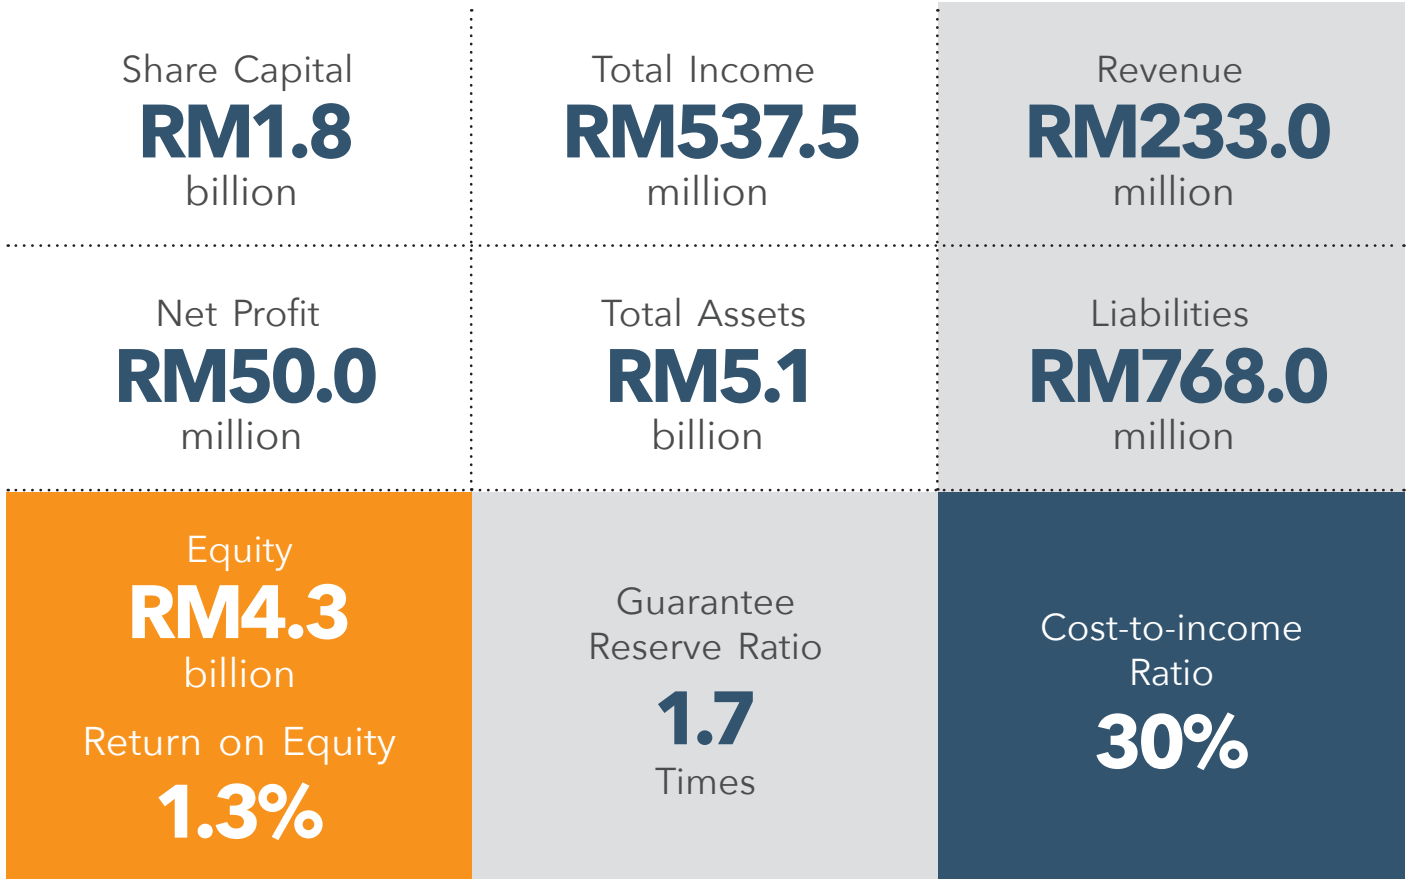 Share Capital
RM1.8
billion
Total Income
RM537.5
million
Revenue
RM233.0
million
Net Profit
RM50.0
million
Total Assets
RM5.1
billion
Liabilities
RM768.0
million
Equity
RM4.3
billion
Return on Equity
1.3%
Guarantee
Reserve Ratio
1.7
Times
Cost-to-income
Ratio
30%